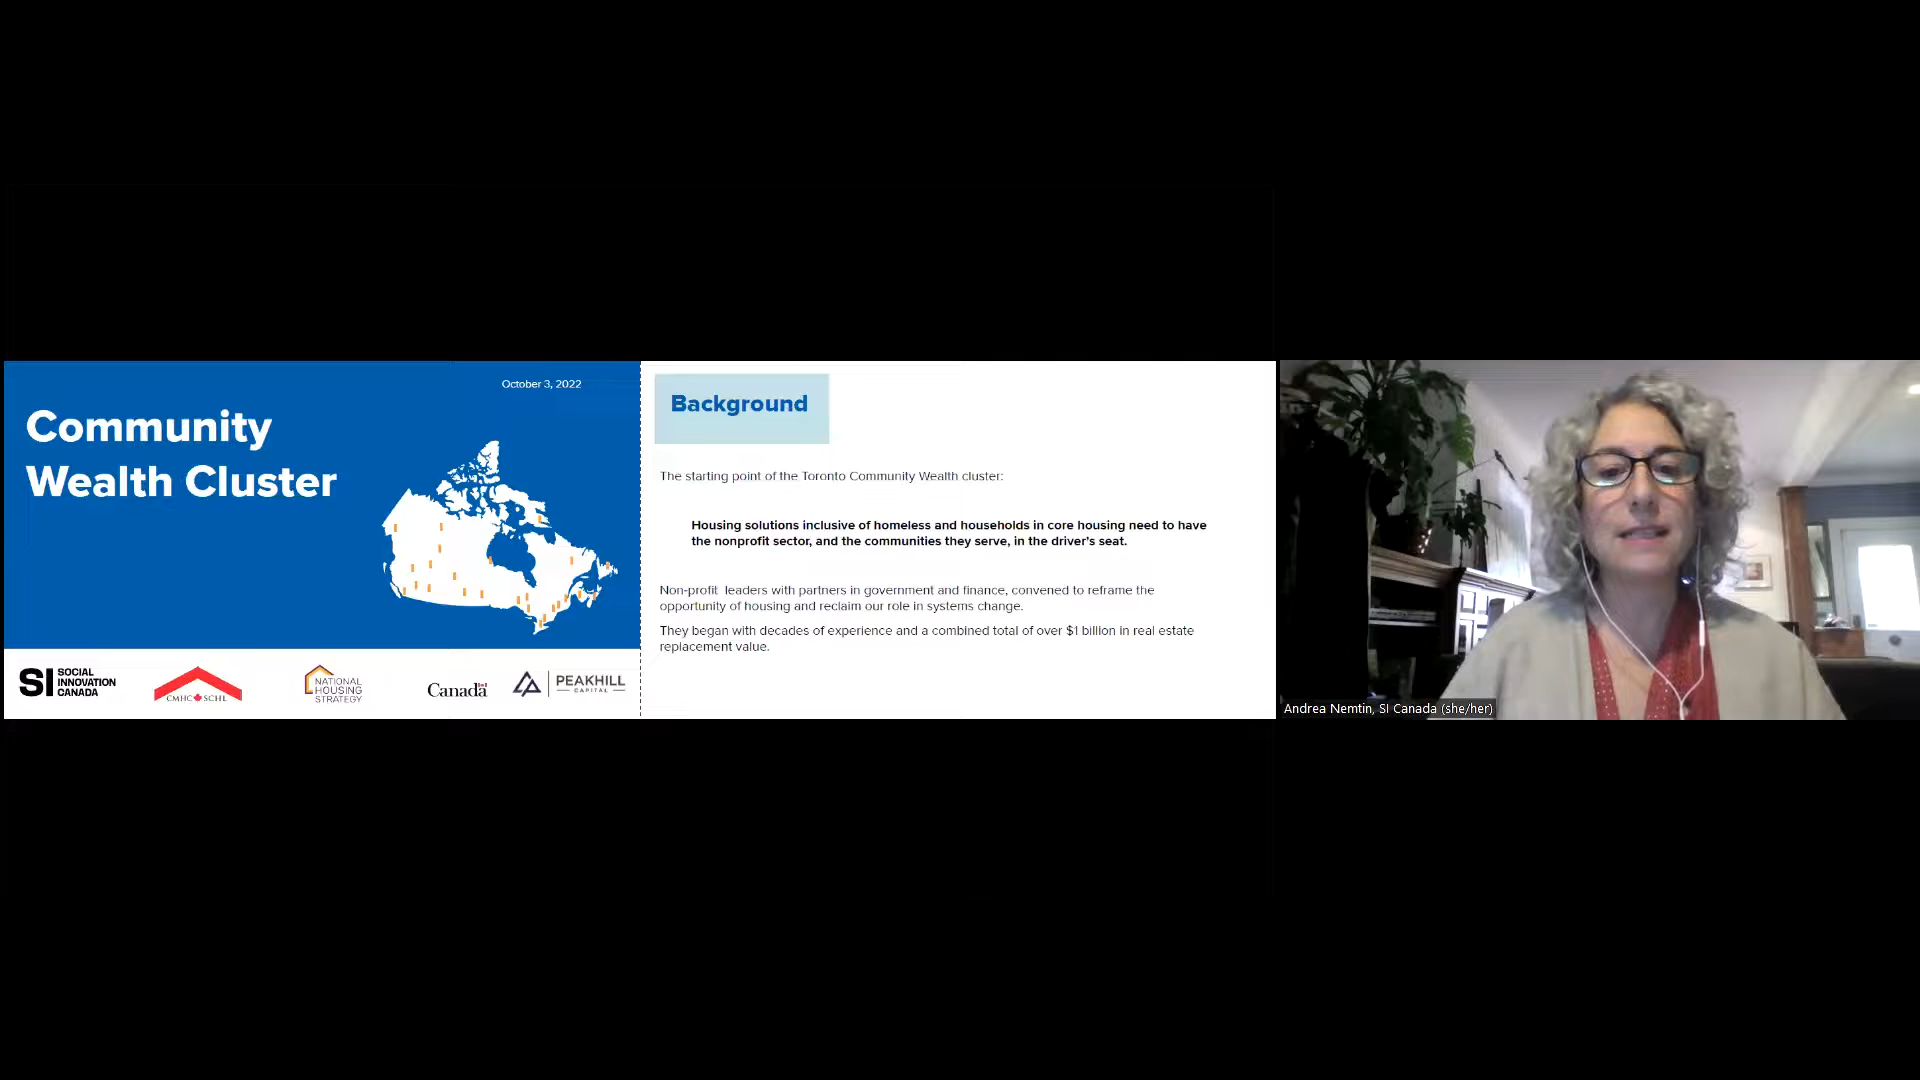 October 3, 2022
Community
Wealth Cluster
SI SOCIAL
INNOVATION
CANADA
CMHC SCHL
NATIONAL
HOUSING
STRATEGY
Canada
PEAKHILL
CAPITAL
Background
The starting point of the Toronto Community Wealth cluster:
Housing solutions inclusive of homeless and households in core housing need to have
the nonprofit sector, and the communities they serve, in the driver's seat.
Non-profit leaders with partners in government and finance, convened to reframe the
opportunity of housing and reclaim our role in systems change.
They began with decades of experience and a combined total of over $1 billion in real estate
replacement value.
Andrea Nemtin, SI Canada (she/her)